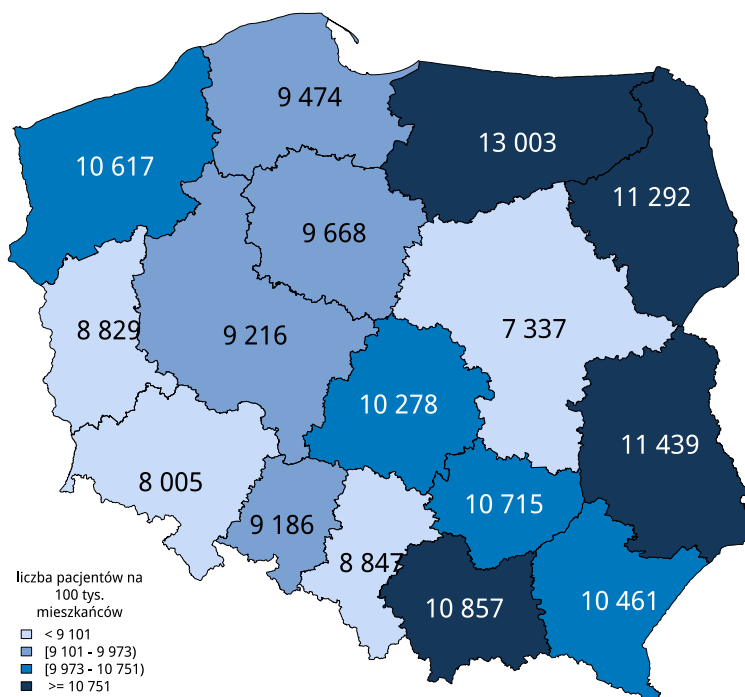 9 474
13 003
10 617
11 292
9 668
8 829
9 216
7 337
10 278
11 439
8 005
10 715
9 186
8 847
10 857
10 461
liczba pacjentów na
100 tys.
mieszkańców
< 9 101
[9 101 - 9 973)
[9 973 - 10 751)
>= 10 751